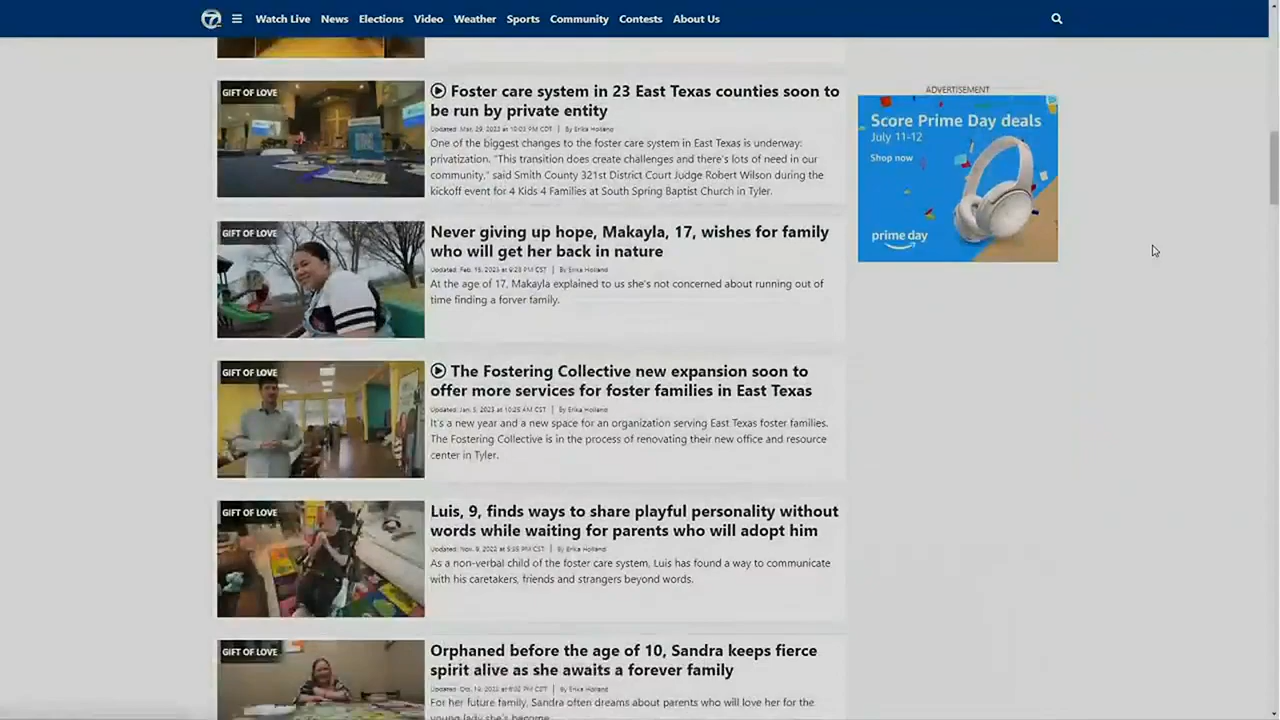 7
Watch Live News Elections Video Weather Sports Community Contests About Us
GIFT OF LOVE
Foster care system in 23 East Texas counties soon to
be run by private entity
Updated: Mar. 29, 2023 at 10:03 PM CDT | By Erika Holland
One of the biggest changes to the foster care system in East Texas is underway:
privatization. "This transition does create challenges and there's lots of need in our
community," said Smith County 321st District Court Judge Robert Wilson during the
kickoff event for 4 Kids 4 Families at South Spring Baptist Church in Tyler.
ADVERTISEMENT
Score Prime Day deals
July 11-12
Shop now
prime day
GIFT OF LOVE
Never giving up hope, Makayla, 17, wishes for family
who will get her back in nature
Updated: Feb. 15, 2023 at 9:23 PM CST | By Erika Holland
At the age of 17, Makayla explained to us she's not concerned about running out of
time finding a forver family.
GIFT OF LOVE
The Fostering Collective new expansion soon to
offer more services for foster families in East Texas
Updated: Jan. 5, 2023 at 10:25 AM CST | By Erika Holland
It's a new year and a new space for an organization serving East Texas foster families.
The Fostering Collective is in the process of renovating their new office and resource
center in Tyler.
GIFT OF LOVE
Luis, 9, finds ways to share playful personality without
words while waiting for parents who will adopt him
Updated: Nov. 9, 2022 at 5:35 PM CST | By Erika Holland
As a non-verbal child of the foster care system, Luis has found a way to communicate
with his caretakers, friends and strangers beyond words.
GIFT OF LOVE
Orphaned before the age of 10, Sandra keeps fierce
spirit alive as she awaits a forever family
Updated: Oct. 19, 2022 at PM CDT | By Erika Holland
For her future family, Sandra often dreams about parents who will love her for the
young lady she's become.